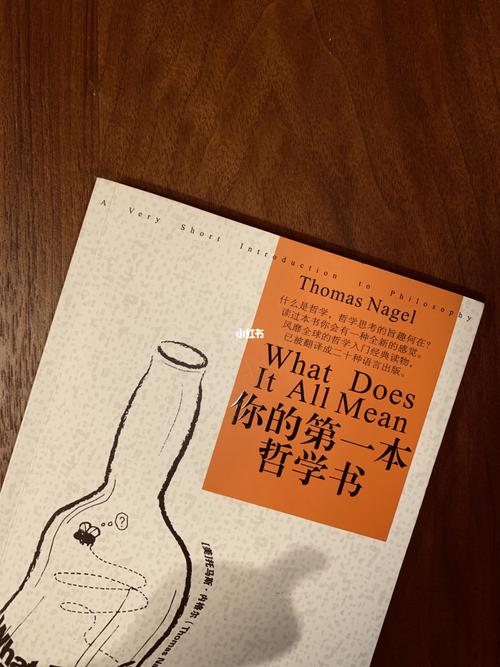 A Very Short Introduction to Philosophy
Thomas Nagel
什么是哲学,哲学思考的旨趣何在?
读过本书你会有一种全新的感觉。
风靡全球的哲学入门经典读物,
已被翻译成二十种语言出版。
小红书
What Does
It All Mean
你的第一本
哲学书
?
[美]托马斯·内格尔(Thomas Na
What